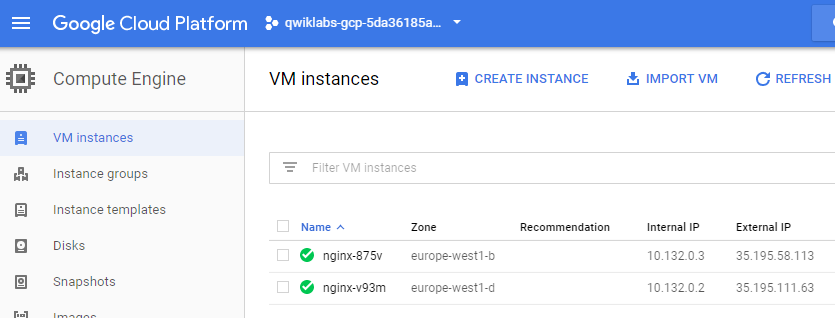 Google Cloud Platform qwiklabs-gcp-5da36185a...
Compute Engine VM instances CREATE INSTANCE IMPORT VM REFRESH
VM instances
Instance groups
Instance templates
Disks
Snapshots
Images
Filter VM instances
Name Zone Recommendation Internal IP External IP
nginx-875v europe-west1-b 10.132.0.3 35.195.58.113
nginx-v93m europe-west1-d 10.132.0.2 35.195.111.63